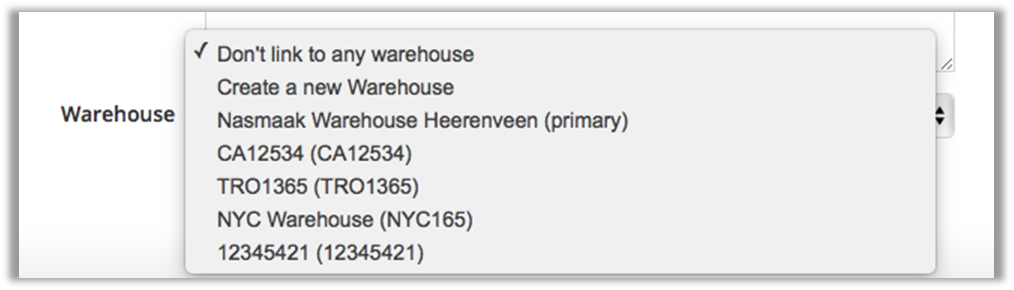 ✓ Don't link to any warehouse
Create a new Warehouse
Warehouse
Nasmaak Warehouse Heerenveen (primary)
CA12534 (CA12534)
TRO1365 (TRO1365)
NYC Warehouse (NYC165)
12345421 (12345421)